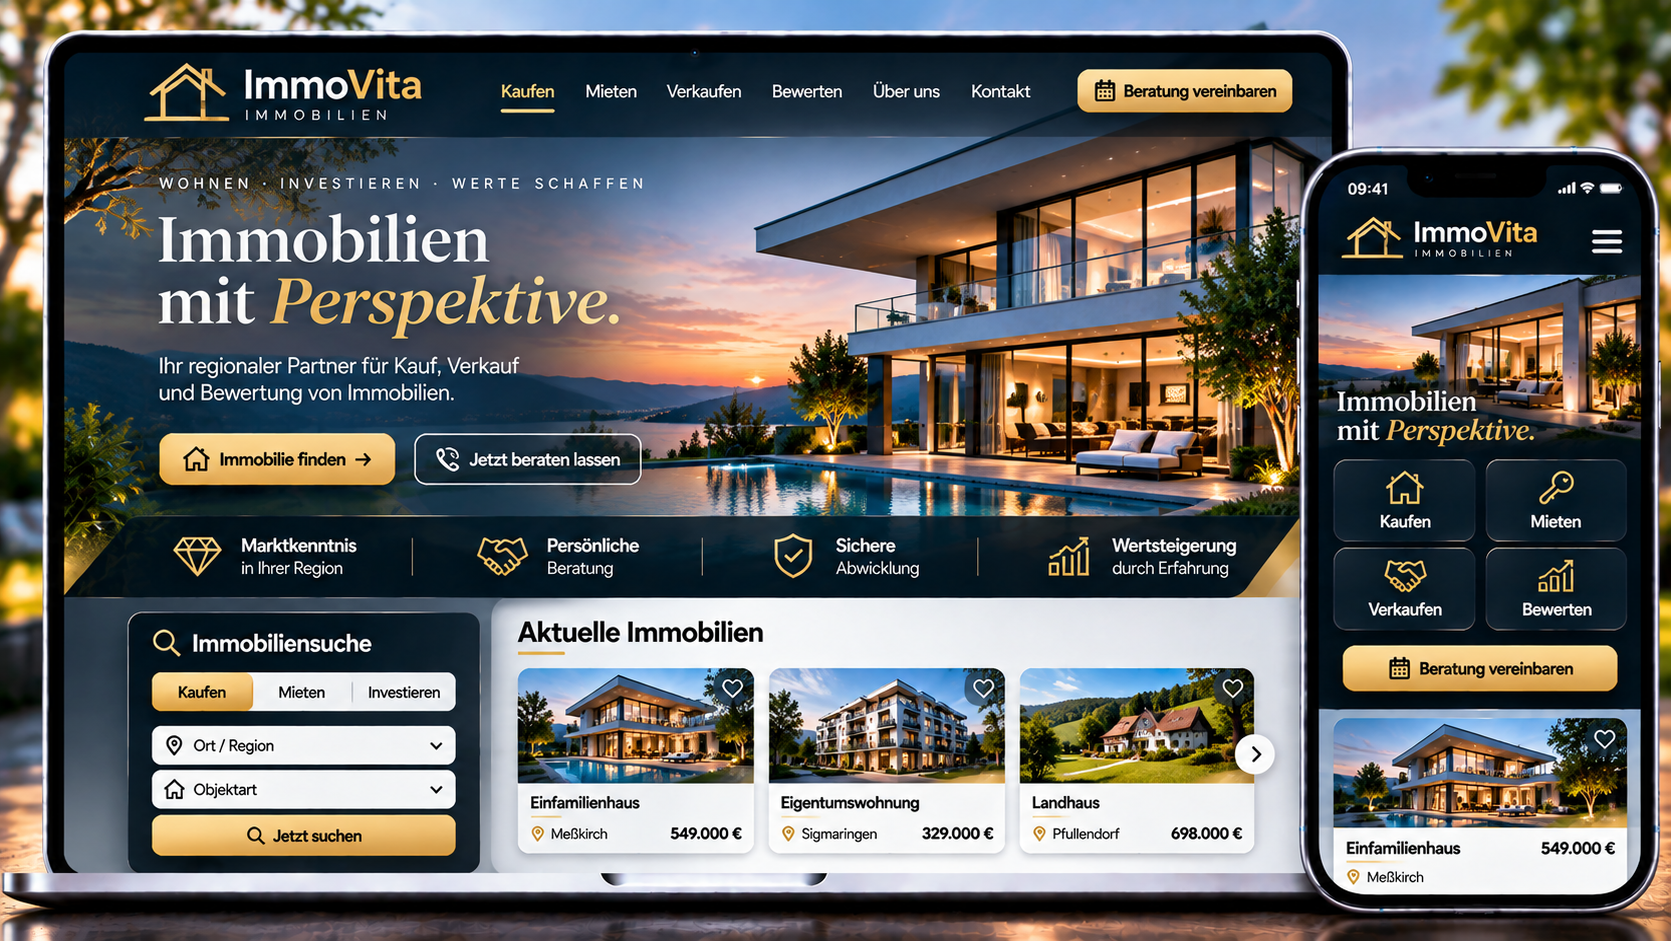 ImmoVita
IMMOBILIEN
Kaufen
Mieten
Verkaufen
Bewerten
Über uns
Kontakt
Beratung vereinbaren
WOHNEN · INVESTIEREN · WERTE SCHAFFEN
Immobilien
mit Perspektive.
Ihr regionaler Partner für Kauf, Verkauf
und Bewertung von Immobilien.
Immobilie finden →
Jetzt beraten lassen
Marktkenntnis
in Ihrer Region
Persönliche
Beratung
Sichere
Abwicklung
Wertsteigerung
durch Erfahrung
Immobiliensuche
Kaufen
Mieten
Investieren
Ort / Region
Objektart
Jetzt suchen
Aktuelle Immobilien
Einfamilienhaus
Meßkirch
549.000 €
Eigentumswohnung
Sigmaringen
329.000 €
Landhaus
Pfullendorf
698.000 €
09:41
ImmoVita
IMMOBILIEN
Immobilien
mit Perspektive.
Kaufen
Mieten
Verkaufen
Bewerten
Beratung vereinbaren
Einfamilienhaus
549.000 €
Meßkirch